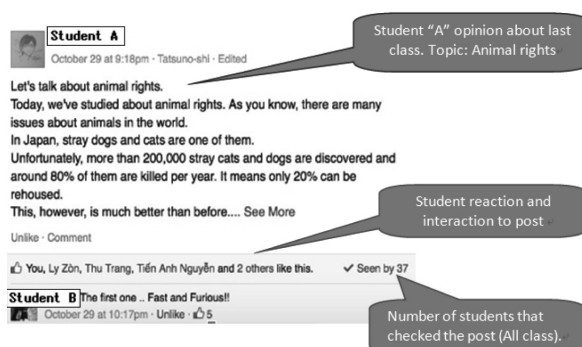 Student A
October 29 at 9:18pm · Tatsuno-shi · Edited
Student “A” opinion about last
class. Topic: Animal rights
Let's talk about animal rights.
Today, we've studied about animal rights. As you know, there are many
issues about animals in the world.
In Japan, stray dogs and cats are one of them.
Unfortunately, more than 200,000 stray cats and dogs are discovered and
around 80% of them are killed per year. It means only 20% can be
rehoused.
This, however, is much better than before.... See More
Student reaction and
interaction to post
Unlike · Comment
You, Ly Zôn, Thu Trang, Tiến Anh Nguyễn and 2 others like this.
✓ Seen by 37
Student B The first one .. Fast and Furious!!
October 29 at 10:17pm · Unlike · 5
Number of students that
checked the post (All class).